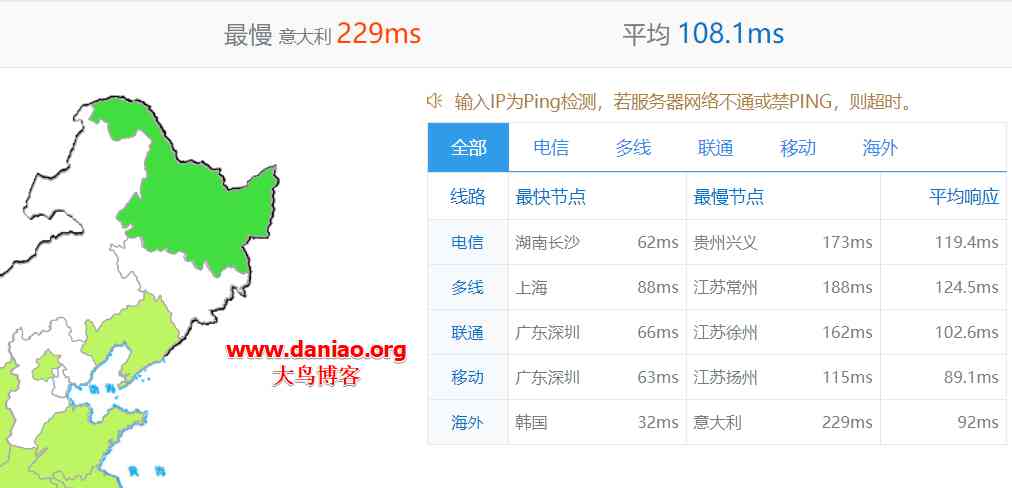 最慢 意大利 229ms 平均 108.1ms
输入IP为Ping检测，若服务器网络不通或禁PING，则超时。
全部 电信 多线 联通 移动 海外
线路 最快节点 最慢节点 平均响应
电信 湖南长沙 62ms 贵州兴义 173ms 119.4ms
多线 上海 88ms 江苏常州 188ms 124.5ms
联通 广东深圳 66ms 江苏徐州 162ms 102.6ms
移动 广东深圳 63ms 江苏扬州 115ms 89.1ms
海外 韩国 32ms 意大利 229ms 92ms
www.daniao.org
大鸟博客
渤海
黄海